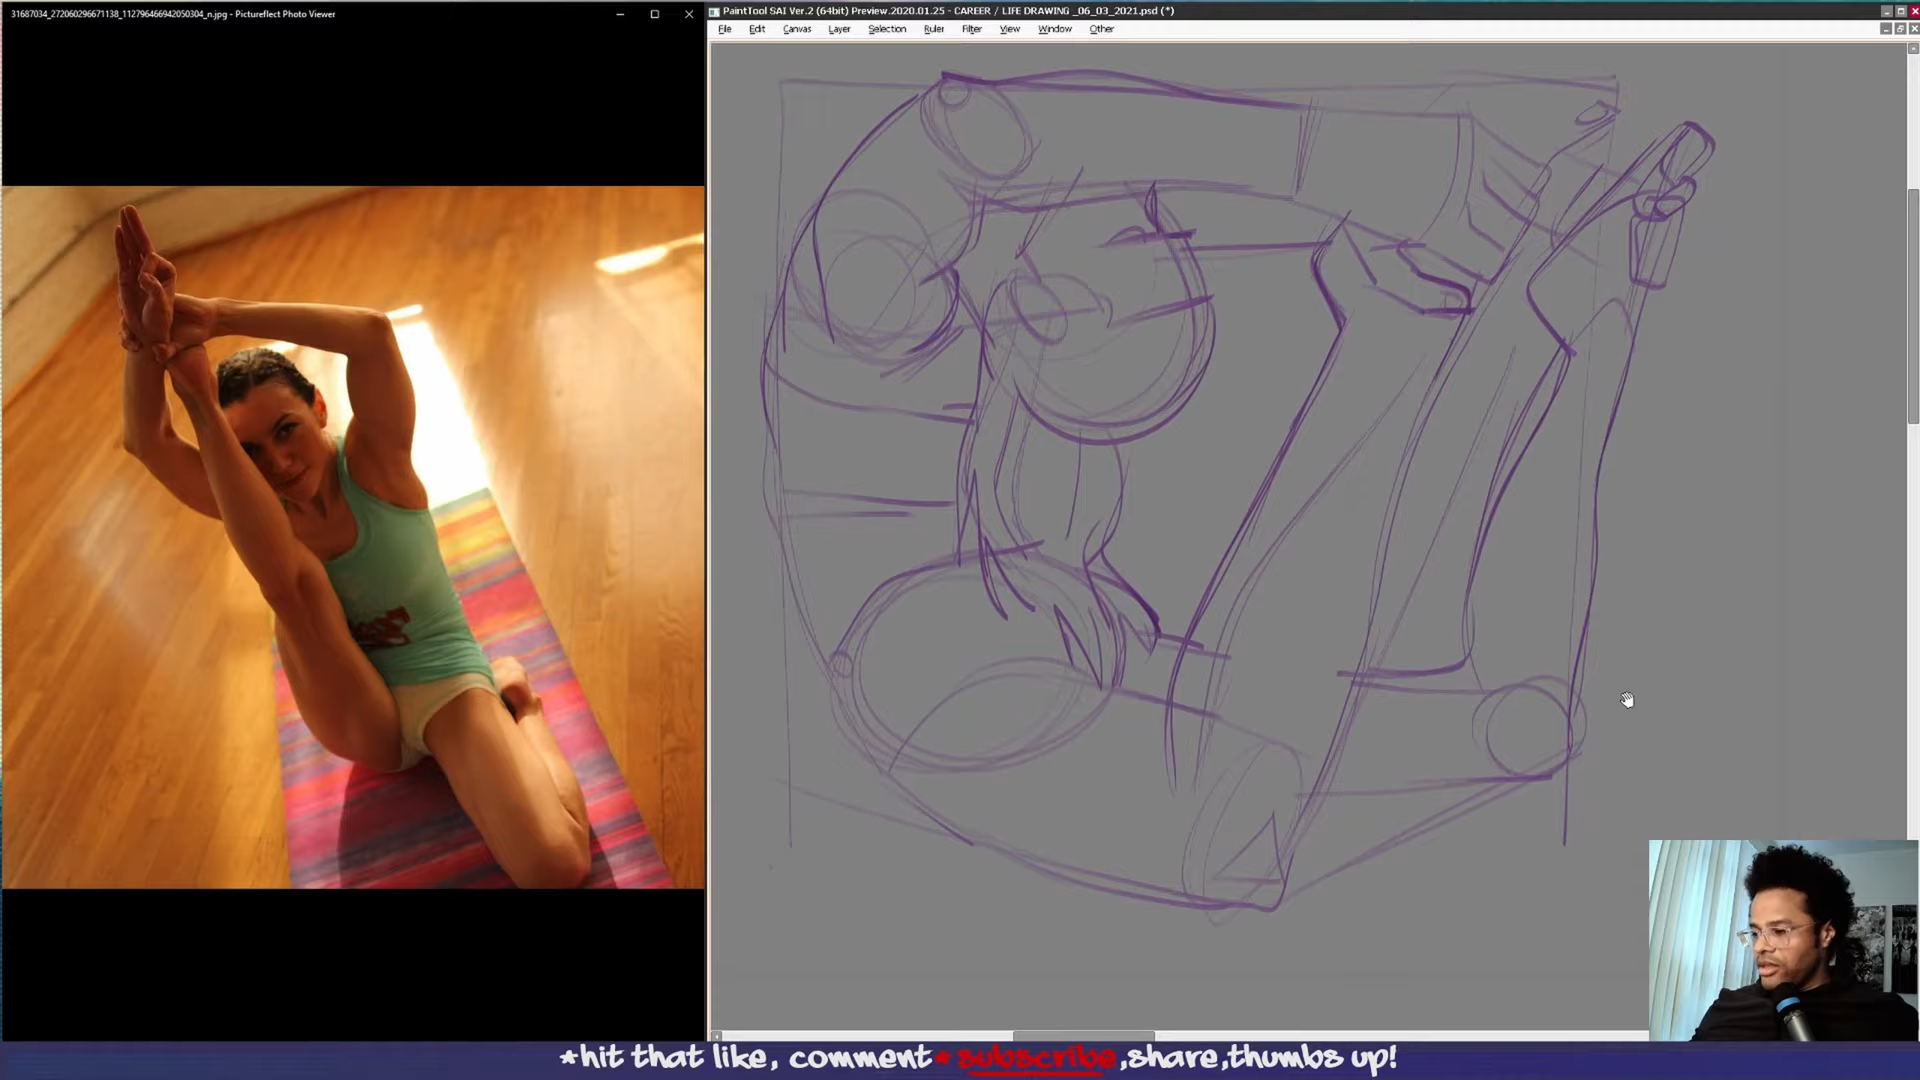 31687034_272060296671138_112796466942050304_n.jpg - Pictureflect Photo Viewer
PaintTool SAI Ver.2 (64bit) Preview.2020.01.25 - CAREER / LIFE DRAWING _06_03_2021.psd (*)
File Edit Canvas Layer Selection Ruler Filter View Window Other
*hit that like, comment* subscribe,share,thumbs up!